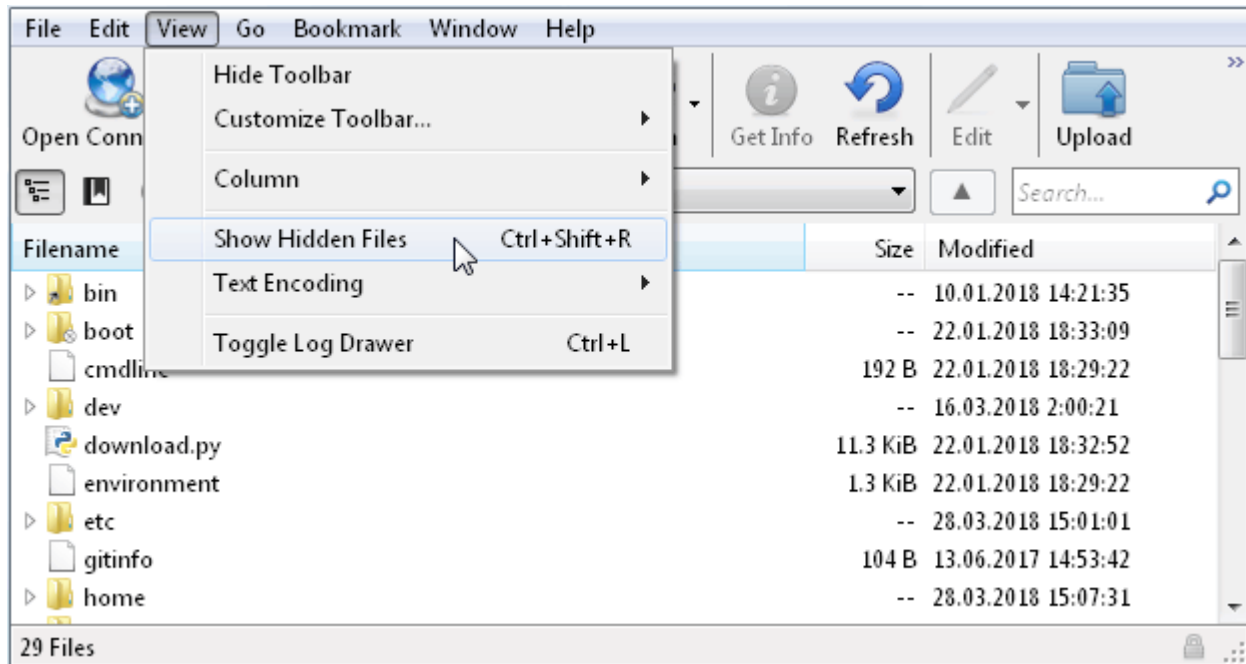 File Edit View Go Bookmark Window Help
Hide Toolbar
Customize Toolbar...
Column
Show Hidden Files Ctrl+Shift+R
Text Encoding
Toggle Log Drawer Ctrl+L
Open Conn Get Info Refresh Edit Upload
Search...
Filename Size Modified
bin -- 10.01.2018 14:21:35
boot -- 22.01.2018 18:33:09
cmdline 192 B 22.01.2018 18:29:22
dev -- 16.03.2018 2:00:21
download.py 11.3 KiB 22.01.2018 18:32:52
environment 1.3 KiB 22.01.2018 18:29:22
etc -- 28.03.2018 15:01:01
gitinfo 104 B 13.06.2017 14:53:42
home -- 28.03.2018 15:07:31
29 Files